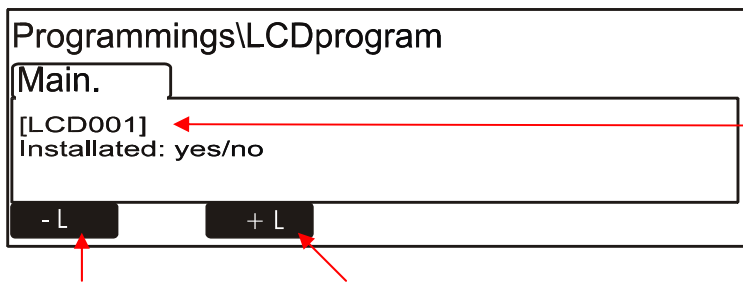 Programmings\LCDprogram
Main.
[LCD001]
Installated: yes/no
- L + L